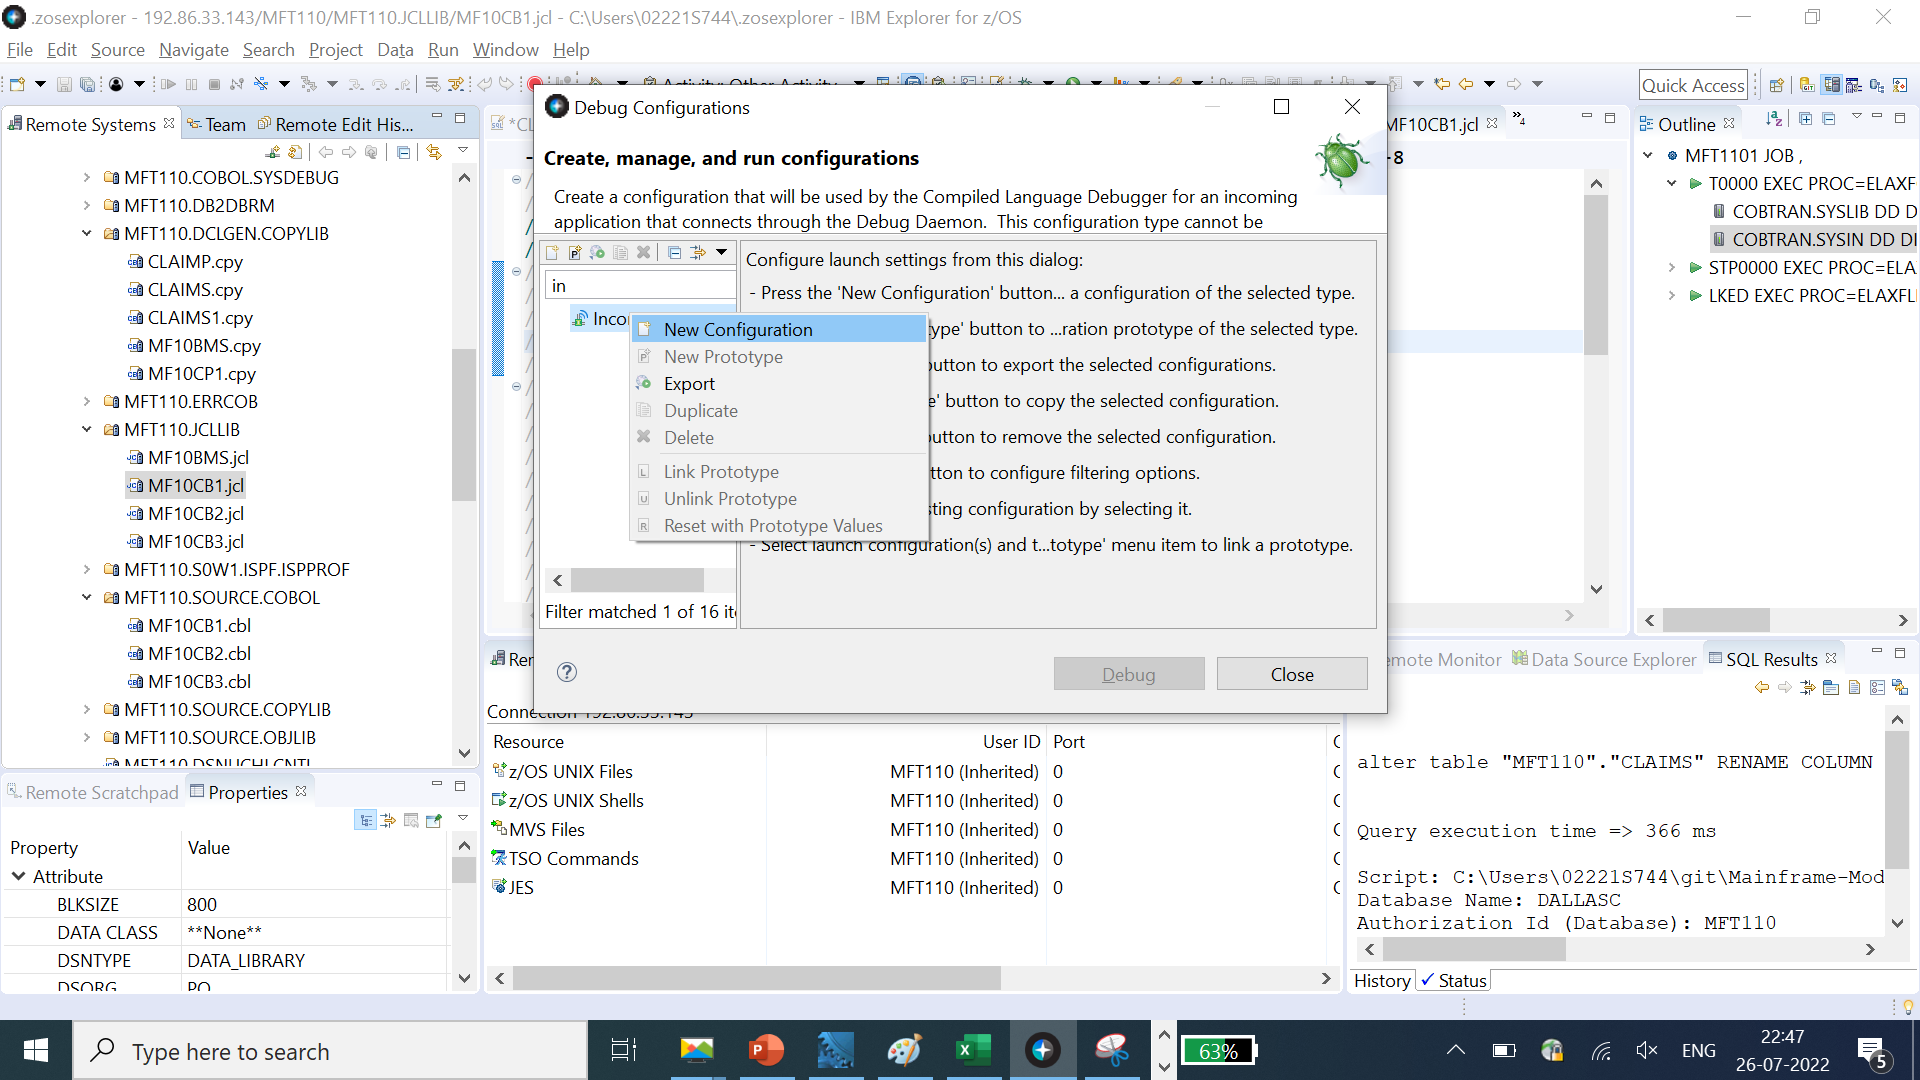 .zosexplorer - 192.86.33.143/MFT110/MFT110.JCLLIB/MF10CB1.jcl - C:\Users\02221S744\.zosexplorer - IBM Explorer for z/OS
File Edit Source Navigate Search Project Data Run Window Help
Quick Access
Remote Systems
Team
Remote Edit His...
MFT110.COBOL.SYSDEBUG
MFT110.DB2DBRM
MFT110.DCLGEN.COPYLIB
CLAIMP.cpy
CLAIMS.cpy
CLAIMS1.cpy
MF10BMS.cpy
MF10CP1.cpy
MFT110.ERRCOB
MFT110.JCLLIB
MF10BMS.jcl
MF10CB1.jcl
MF10CB2.jcl
MF10CB3.jcl
MFT110.S0W1.ISPF.ISPPROF
MFT110.SOURCE.COBOL
MF10CB1.cbl
MF10CB2.cbl
MF10CB3.cbl
MFT110.SOURCE.COPYLIB
MFT110.SOURCE.OBJLIB
Remote Scratchpad
Properties
Property Value
Attribute
BLKSIZE 800
DATA CLASS **None**
DSNTYPE DATA_LIBRARY
DSORG PO
Debug Configurations
Create, manage, and run configurations
Create a configuration that will be used by the Compiled Language Debugger for an incoming
application that connects through the Debug Daemon. This configuration type cannot be
in
Inco
Filter matched 1 of 16 it
New Configuration
New Prototype
Export
Duplicate
Delete
Link Prototype
Unlink Prototype
Reset with Prototype Values
Configure launch settings from this dialog:
- Press the 'New Configuration' button... a configuration of the selected type.
type' button to ...ration prototype of the selected type.
utton to export the selected configurations.
e' button to copy the selected configuration.
utton to remove the selected configuration.
tton to configure filtering options.
sting configuration by selecting it.
- Select launch configuration(s) and t...totype' menu item to link a prototype.
Debug
Close
MF10CB1.jcl
»4
-8
Outline
MFT1101 JOB ,
T0000 EXEC PROC=ELAXF
COBTRAN.SYSLIB DD D
COBTRAN.SYSIN DD DI
STP0000 EXEC PROC=ELA
LKED EXEC PROC=ELAXFL
Connection 192.86.33.143
Resource User ID Port
z/OS UNIX Files MFT110 (Inherited) 0
z/OS UNIX Shells MFT110 (Inherited) 0
MVS Files MFT110 (Inherited) 0
TSO Commands MFT110 (Inherited) 0
JES MFT110 (Inherited) 0
emote Monitor
Data Source Explorer
SQL Results
alter table "MFT110"."CLAIMS" RENAME COLUMN
Query execution time => 366 ms
Script: C:\Users\02221S744\git\Mainframe-Mod
Database Name: DALLASC
Authorization Id (Database): MFT110
History
Status
Type here to search
63%
ENG
22:47
26-07-2022
5